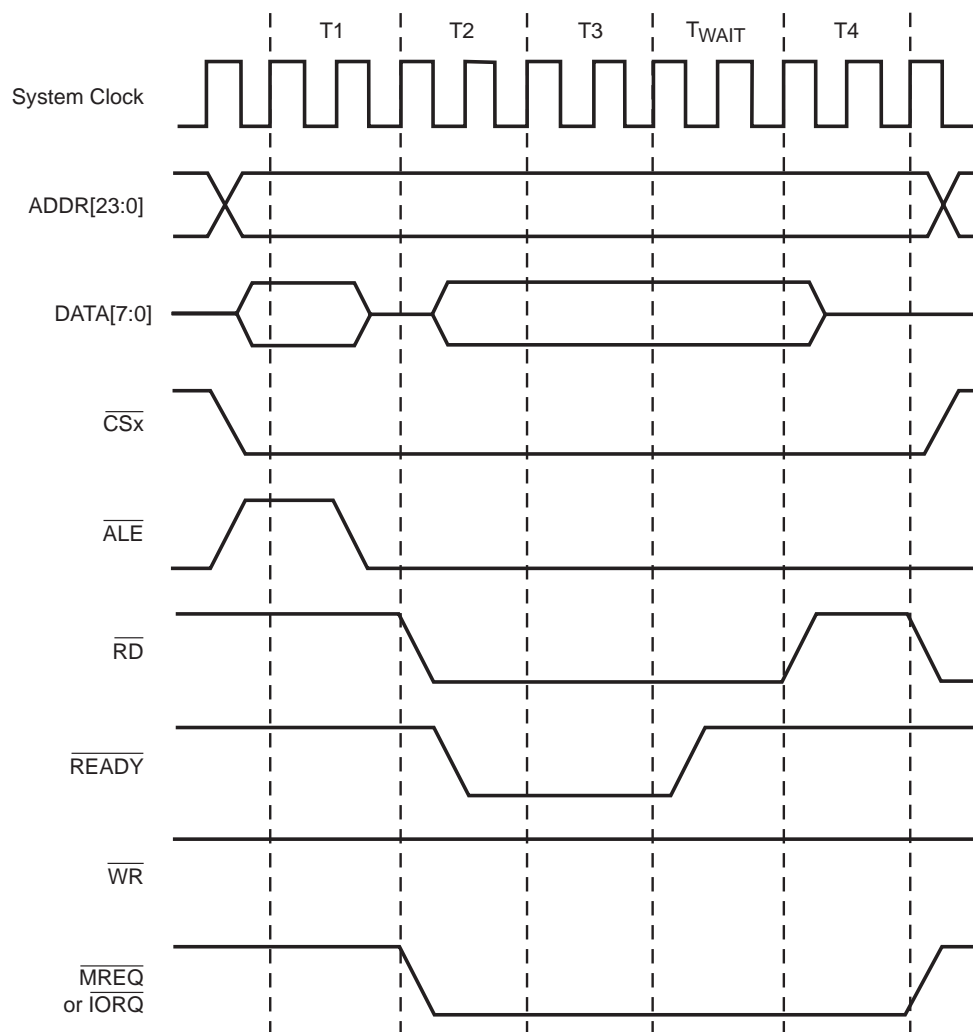 T1 T2 T3 TWAIT T4
System Clock
ADDR[23:0]
DATA[7:0]
CSx
ALE
RD
READY
WR
MREQ
or IORQ